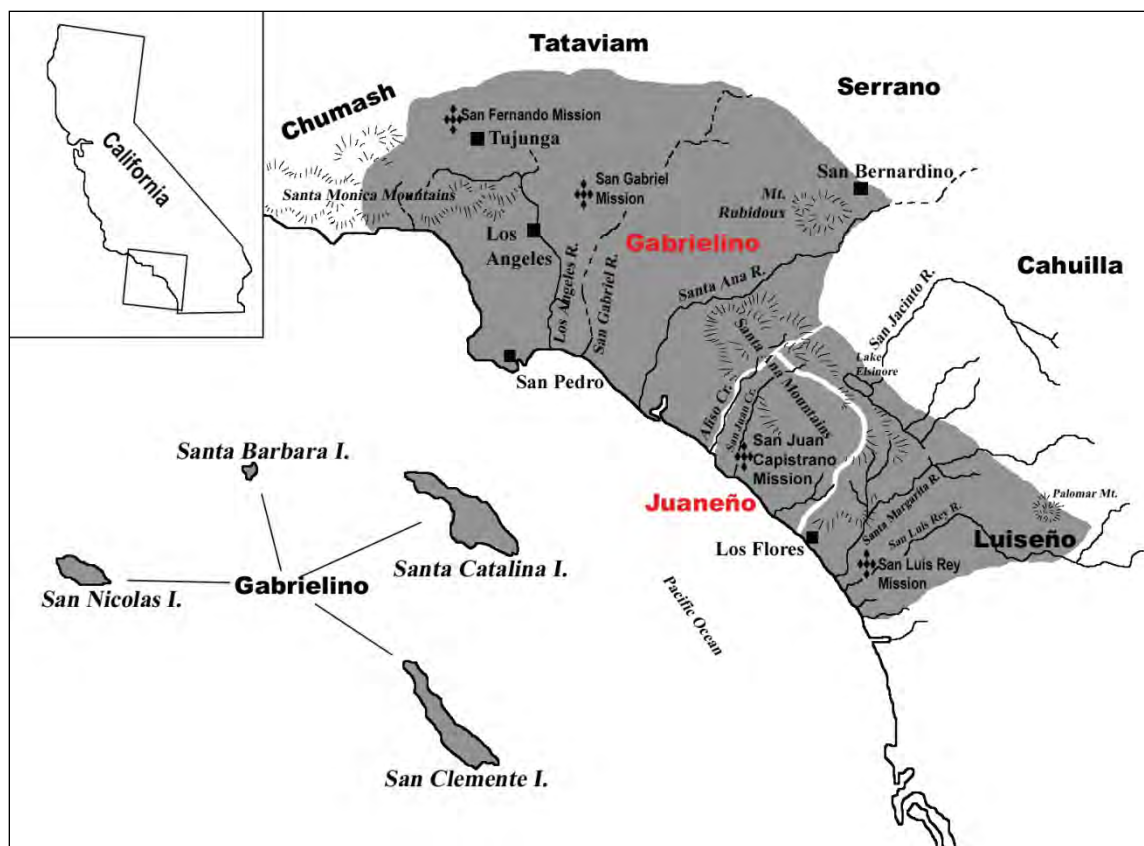 California
Tataviam
Serrano
Chumash
San Fernando Mission
Tujunga
Santa Monica Mountains
San Gabriel
Mission
San Bernardino
Mt.
Rubidoux
Los
Angeles
Gabrielino
Cahuilla
Los Angeles R.
San Gabriel R.
Santa Ana R.
San Jacinto R.
San Pedro
Santa Ana Mountains
Lake
Elsinore
Aliso Cr.
San Juan Cr.
San Juan
Capistrano
Mission
Juaneño
Santa Margarita R.
Palomar Mt.
San Luis Rey R.
Los Flores
Luiseño
San Luis Rey
Mission
Pacific Ocean
Santa Barbara I.
Santa Catalina I.
Gabrielino
San Nicolas I.
San Clemente I.